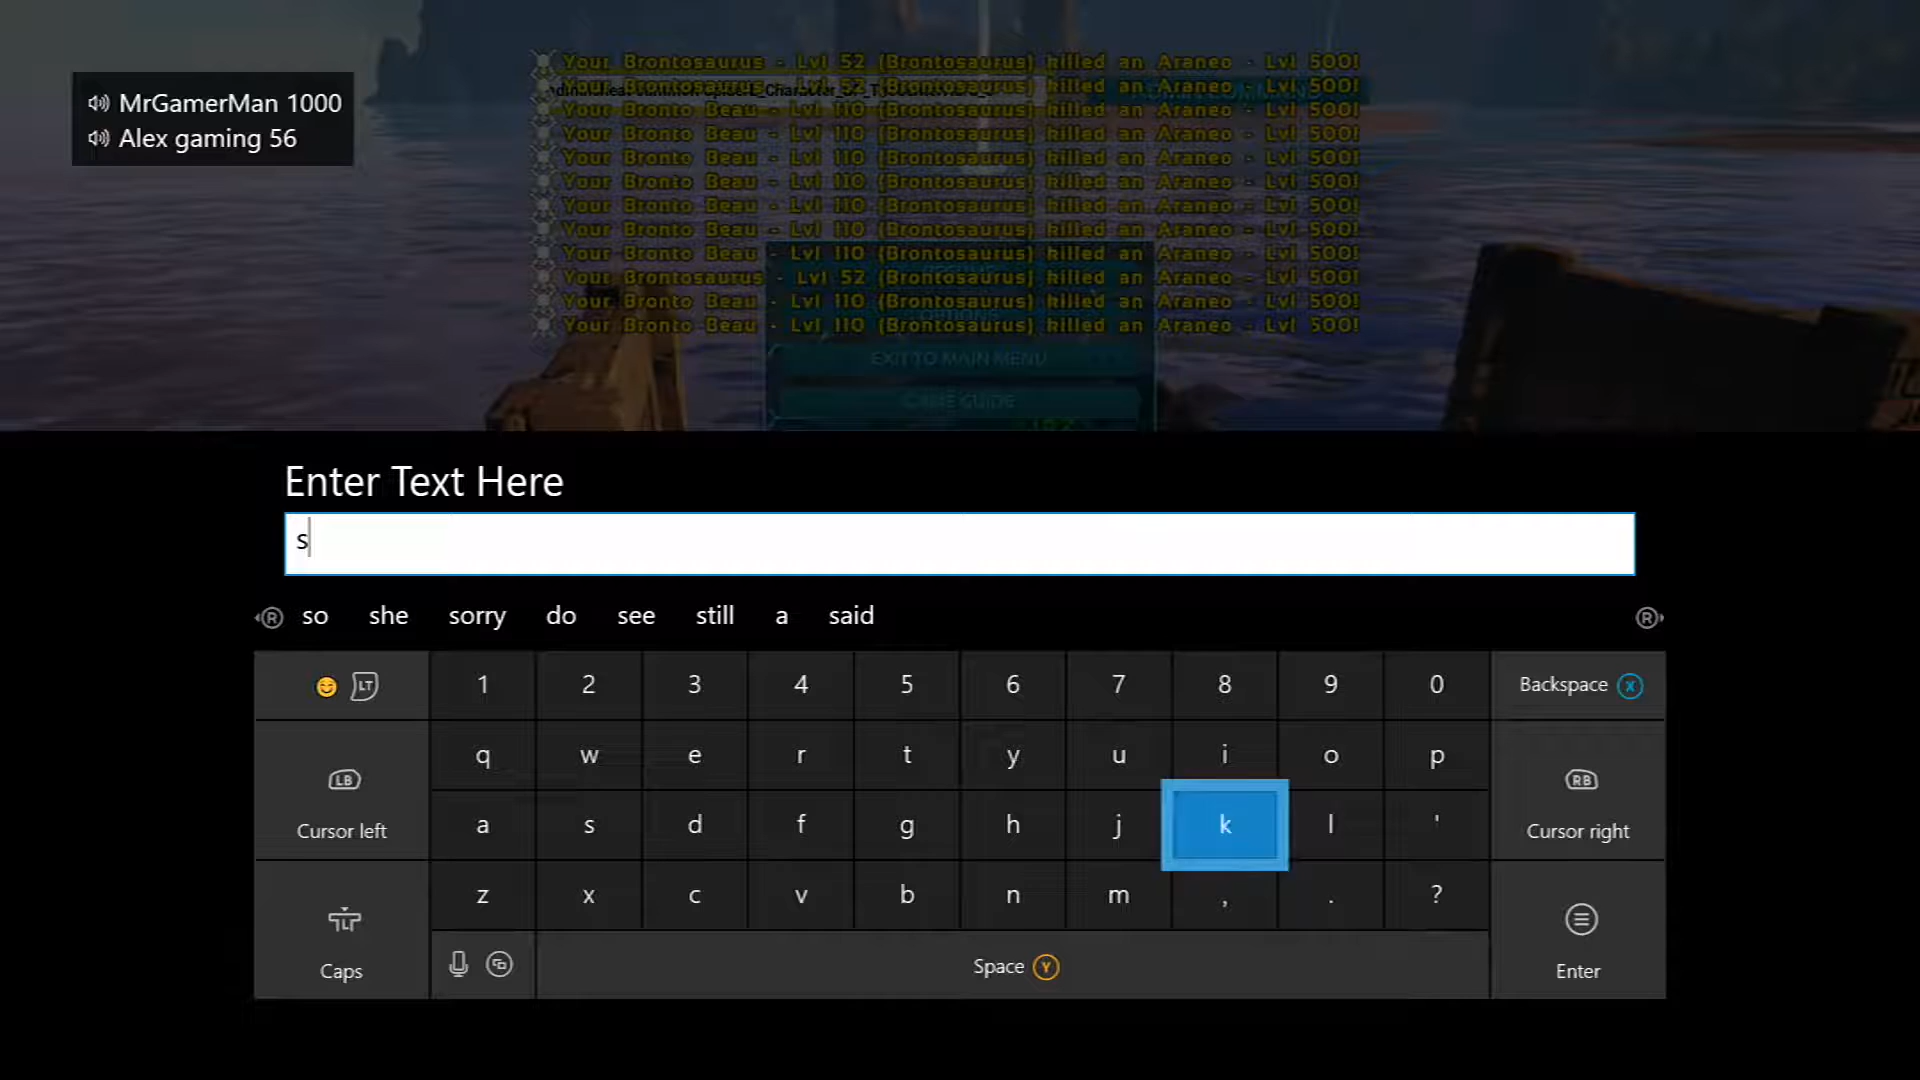 MrGamerMan 1000
Alex gaming 56
Your Brontosaurus - Lvl 52 (Brontosaurus) killed an Araneo - Lvl 500!
Your Brontosaurus - Lvl 52 (Brontosaurus) killed an Araneo - Lvl 500!
Your Bronto Beau - Lvl 110 (Brontosaurus) killed an Araneo - Lvl 500!
Your Bronto Beau - Lvl 110 (Brontosaurus) killed an Araneo - Lvl 500!
Your Bronto Beau - Lvl 110 (Brontosaurus) killed an Araneo - Lvl 500!
Your Bronto Beau - Lvl 110 (Brontosaurus) killed an Araneo - Lvl 500!
Your Bronto Beau - Lvl 110 (Brontosaurus) killed an Araneo - Lvl 500!
Your Bronto Beau - Lvl 110 (Brontosaurus) killed an Araneo - Lvl 500!
Your Bronto Beau - Lvl 110 (Brontosaurus) killed an Araneo - Lvl 500!
Your Brontosaurus - Lvl 52 (Brontosaurus) killed an Araneo - Lvl 500!
Your Bronto Beau - Lvl 110 (Brontosaurus) killed an Araneo - Lvl 500!
OPTIONS
Your Bronto Beau - Lvl 110 (Brontosaurus) killed an Araneo - Lvl 500!
EXIT TO MAIN MENU
GAME GUIDE
Enter Text Here
s
R so she sorry do see still a said R
LT 1 2 3 4 5 6 7 8 9 0 Backspace X
q w e r t y u i o p
LB RB
Cursor left a s d f g h j k l ' Cursor right
z x c v b n m , . ?
Caps Space Y Enter